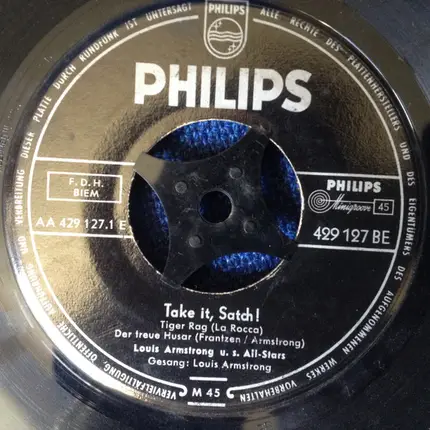 PHILIPS
PHILIPS
F.D.H.
BIEM
AA 429 127.1 E
PHILIPS
Minigroove 45
429 127 BE
Take it, Satch!
Tiger Rag (La Rocca)
Der treue Husar (Frantzen / Armstrong)
Louis Armstrong u. s. All-Stars
Gesang: Louis Armstrong
M 45
ALLE RECHTE DES PLATTENHERSTELLERS UND DES EIGENTÜMERS DES AUFGENOMMENEN WERKES VORBEHALTEN
VERVIELFÄLTIGUNG, ÖFFENTLICHE AUFFÜHRUNG UND VERBREITUNG DIESER PLATTE DURCH RUNDFUNK IST UNTERSAGT